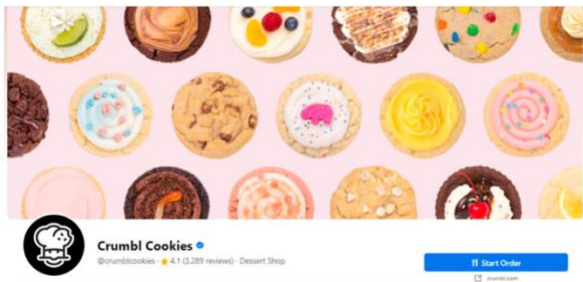 Crumbl Cookies
@crumblcookies · 4.1 (3,289 reviews) · Dessert Shop
Start Order
crumbl.com